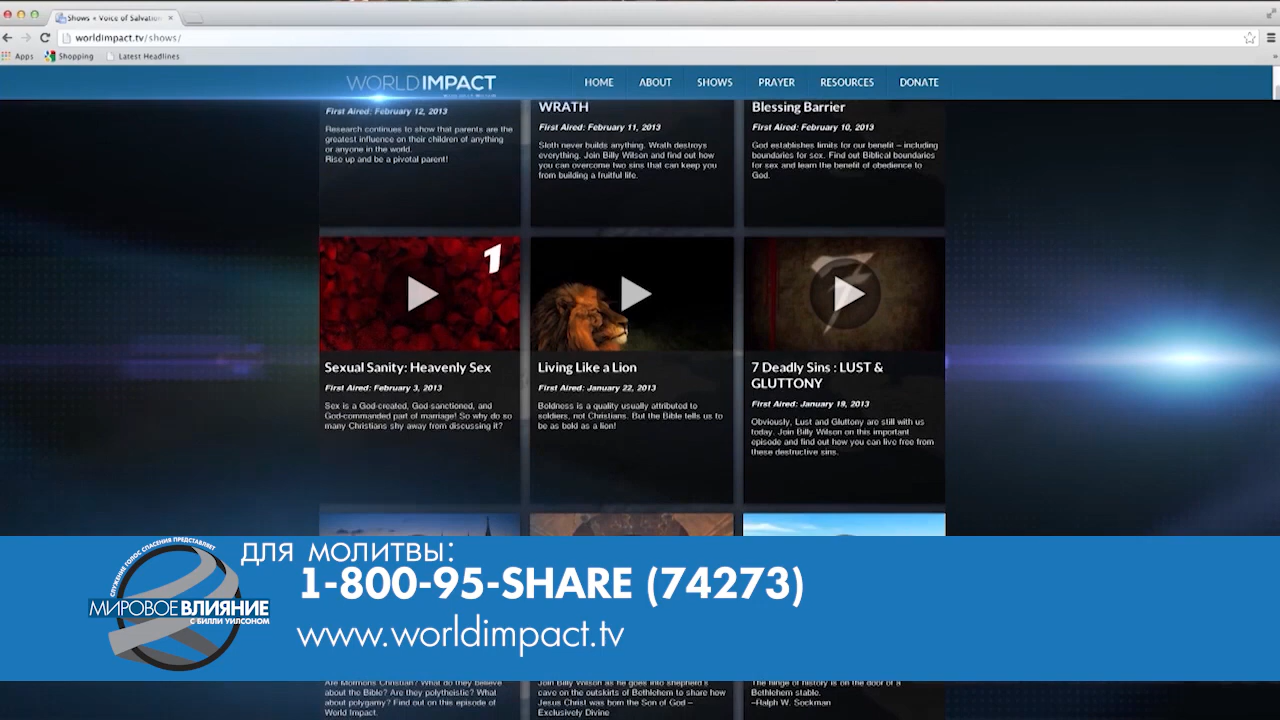 Shows « Voice of Salvation
worldimpact.tv/shows/
Apps Shopping Latest Headlines
WORLD IMPACT
HOME ABOUT SHOWS PRAYER RESOURCES DONATE
First Aired: February 12, 2013
Research continues to show that parents are the
greatest influence on their children of anything
or anyone in the world.
Rise up and be a pivotal parent!
WRATH
First Aired: February 11, 2013
Sloth never builds anything. Wrath destroys
everything. Join Billy Wilson and find out how
you can overcome two sins that can keep you
from building a fruitful life.
Blessing Barrier
First Aired: February 10, 2013
God establishes limits for our benefit – including
boundaries for sex. Find out Biblical boundaries
for sex and learn the benefit of obedience to
God.
1
Sexual Sanity: Heavenly Sex
First Aired: February 3, 2013
Sex is a God-created, God-sanctioned, and
God-commanded part of marriage! So why do so
many Christians shy away from discussing it?
Living Like a Lion
First Aired: January 22, 2013
Boldness is a quality usually attributed to
soldiers, not Christians. But the Bible tells us to
be as bold as a lion!
7
7 Deadly Sins : LUST &
GLUTTONY
First Aired: January 19, 2013
Obviously, Lust and Gluttony are still with us
today. Join Billy Wilson on this important
episode and find out how you can live free from
these destructive sins.
СЛУЖЕНИЕ ГОЛОС СПАСЕНИЯ ПРЕДСТАВЛЯЕТ
МИРОВОЕ ВЛИЯНИЕ
С БИЛЛИ УИЛСОНОМ
для молитвы:
1-800-95-SHARE (74273)
www.worldimpact.tv
Are Mormons Christian? What do they believe
about the Bible? Are they polytheistic? What
about polygamy? Find out on this episode of
World Impact.
Join Billy Wilson as he goes into shepherd's
cave on the outskirts of Bethlehem to share how
Jesus Christ was born the Son of God –
Exclusively Divine
The hinge of history is on the door of a
Bethlehem stable.
~Ralph W. Sockman